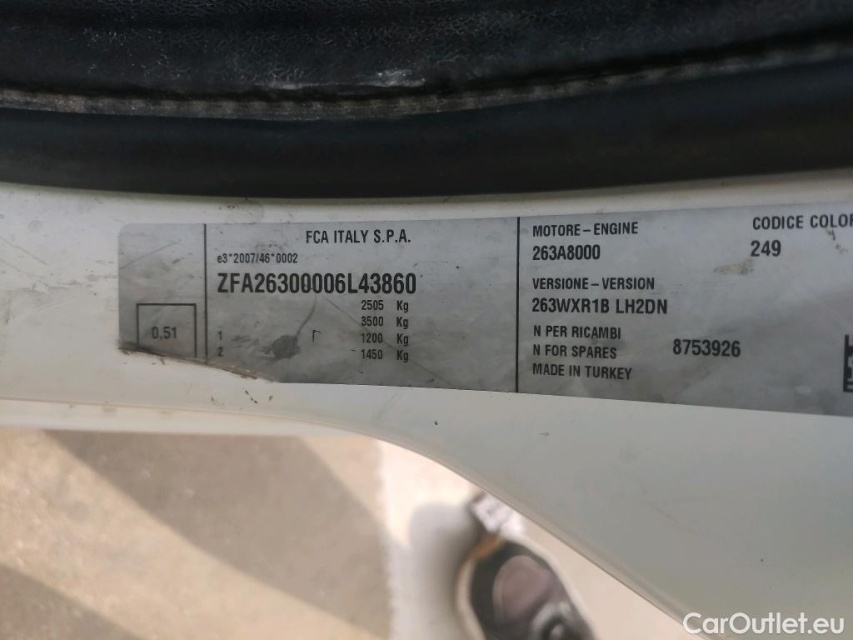 FCA ITALY S.P.A.
e3*2007/46*0002
ZFA26300006L43860
2505 Kg
3500 Kg
1 1200 Kg
2 1450 Kg
0,51
MOTORE - ENGINE
263A8000
VERSIONE - VERSION
263WXR1B LH2DN
N PER RICAMBI
N FOR SPARES 8753926
MADE IN TURKEY
CODICE COLOR
249
CarOutlet.eu